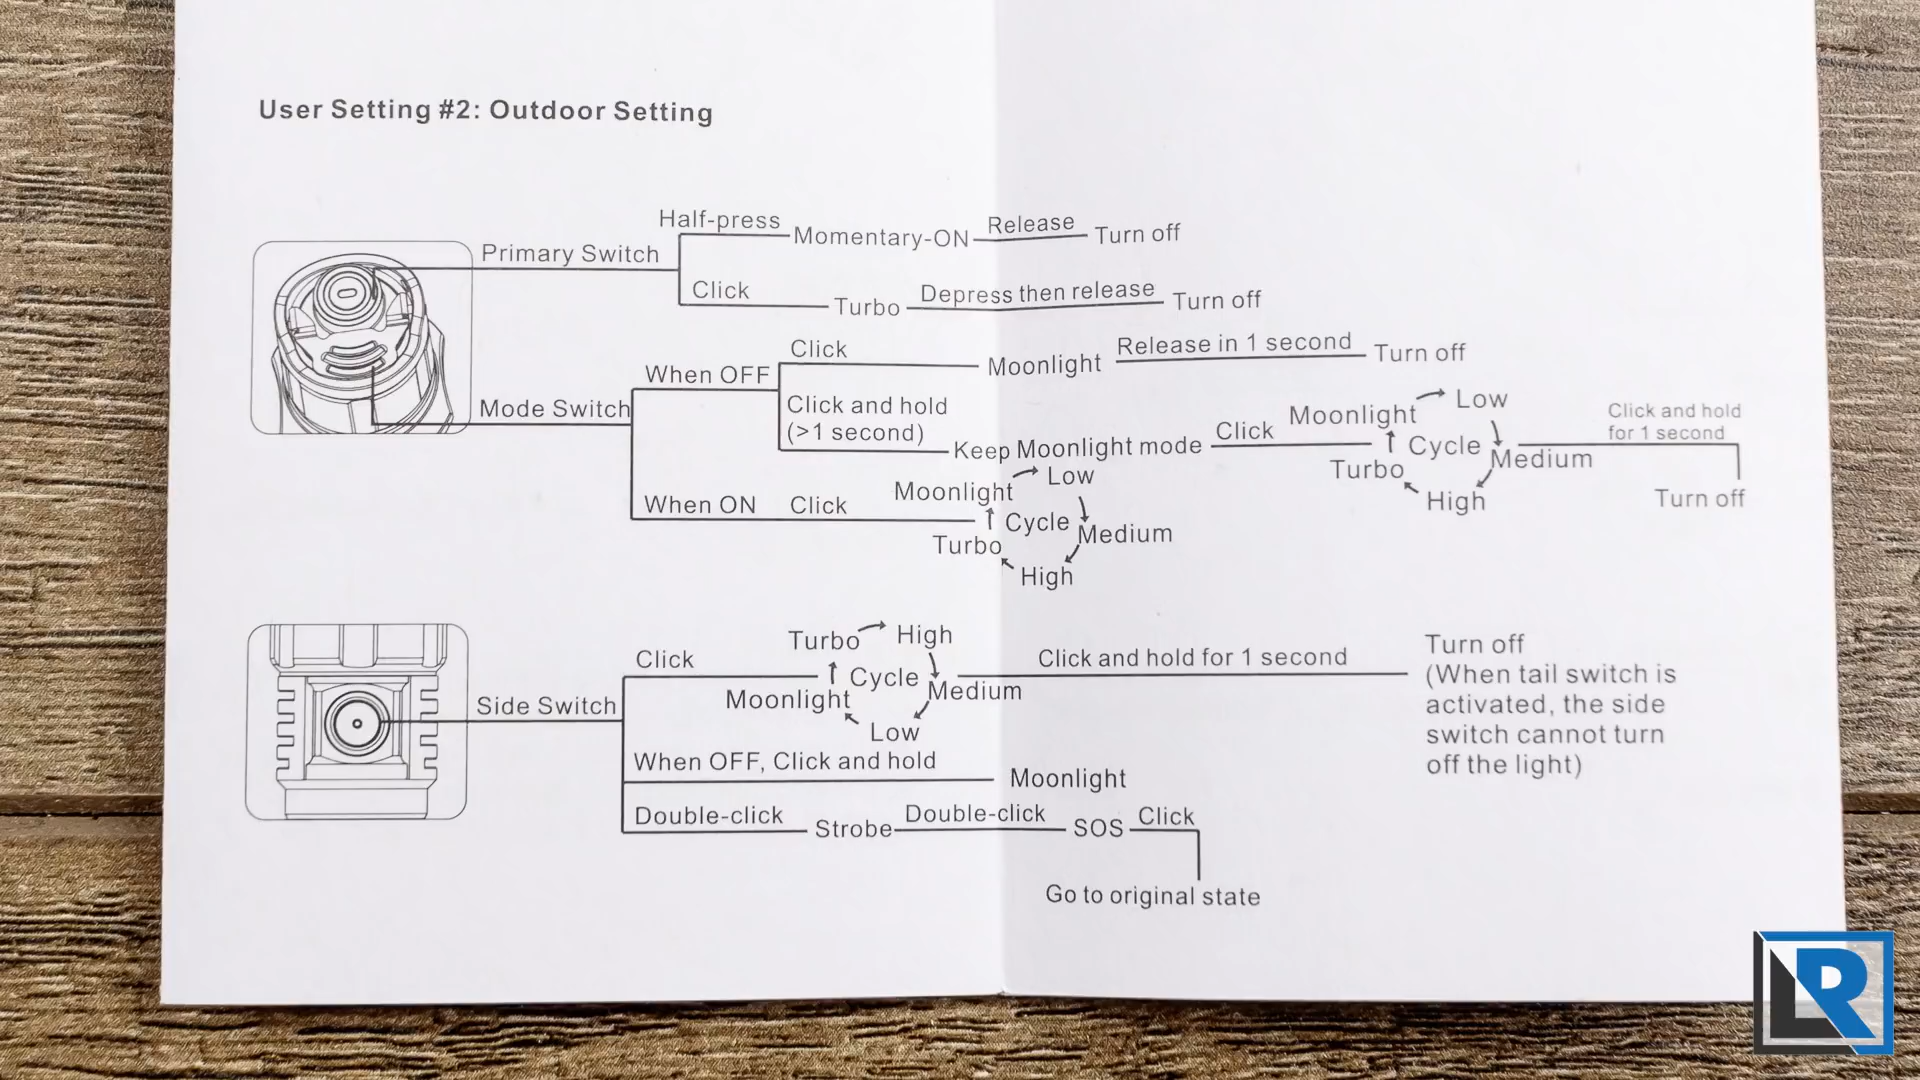 User Setting #2: Outdoor Setting
Primary Switch
Half-press
Momentary-ON
Release
Turn off
Click
Turbo
Depress then release
Turn off
Mode Switch
When OFF
Click
Moonlight
Release in 1 second
Turn off
Click and hold
(>1 second)
Keep Moonlight mode
Click
Moonlight
Low
Cycle
Medium
Turbo
High
Click and hold
for 1 second
Turn off
When ON
Click
Moonlight
Low
Cycle
Medium
Turbo
High
Side Switch
Click
Turbo
High
Cycle
Medium
Moonlight
Low
Click and hold for 1 second
Turn off
(When tail switch is
activated, the side
switch cannot turn
off the light)
When OFF, Click and hold
Moonlight
Double-click
Strobe
Double-click
SOS
Click
Go to original state
LR